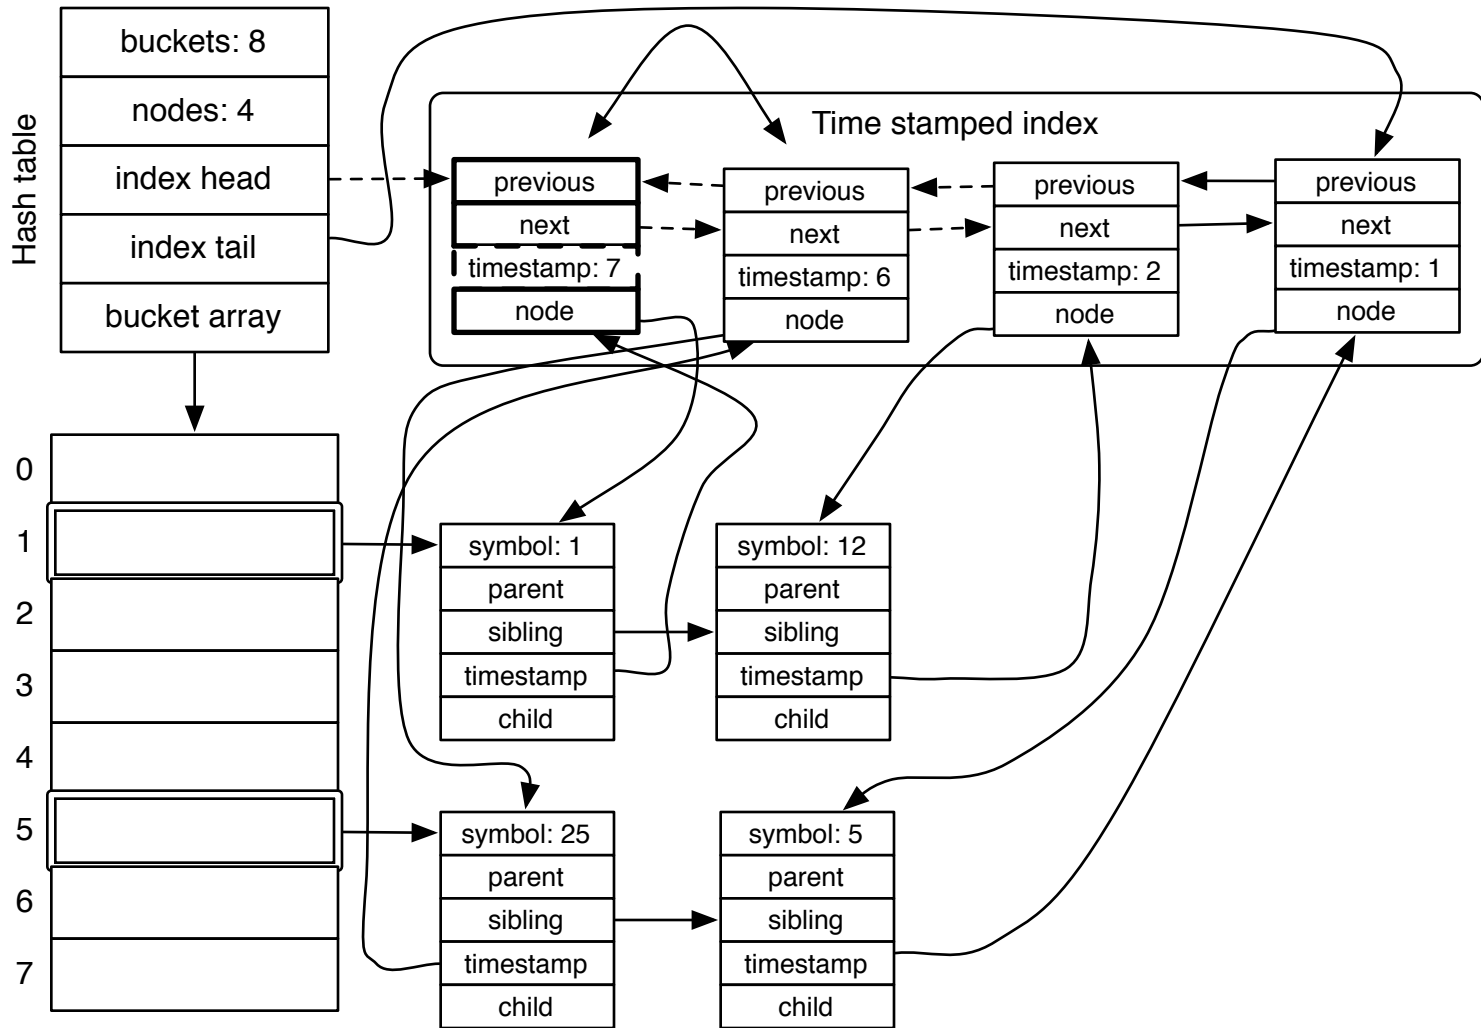 Hash table
buckets: 8
nodes: 4
index head
index tail
bucket array
Time stamped index
previous
next
timestamp: 7
node
previous
next
timestamp: 6
node
previous
next
timestamp: 2
node
previous
next
timestamp: 1
node
0
1
2
3
4
5
6
7
symbol: 1
parent
sibling
timestamp
child
symbol: 12
parent
sibling
timestamp
child
symbol: 25
parent
sibling
timestamp
child
symbol: 5
parent
sibling
timestamp
child